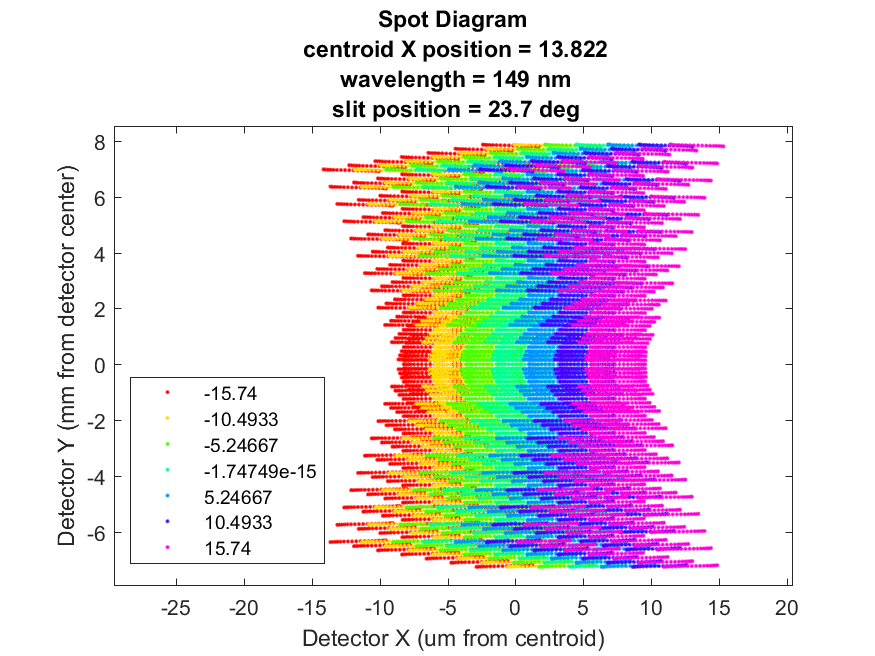 Spot Diagram
centroid X position = 13.822
wavelength = 149 nm
slit position = 23.7 deg
Detector Y (mm from detector center)
8
6
4
2
0
-2
-4
-6
-15.74
-10.4933
-5.24667
-1.74749e-15
5.24667
10.4933
15.74
-25 -20 -15 -10 -5 0 5 10 15 20
Detector X (um from centroid)